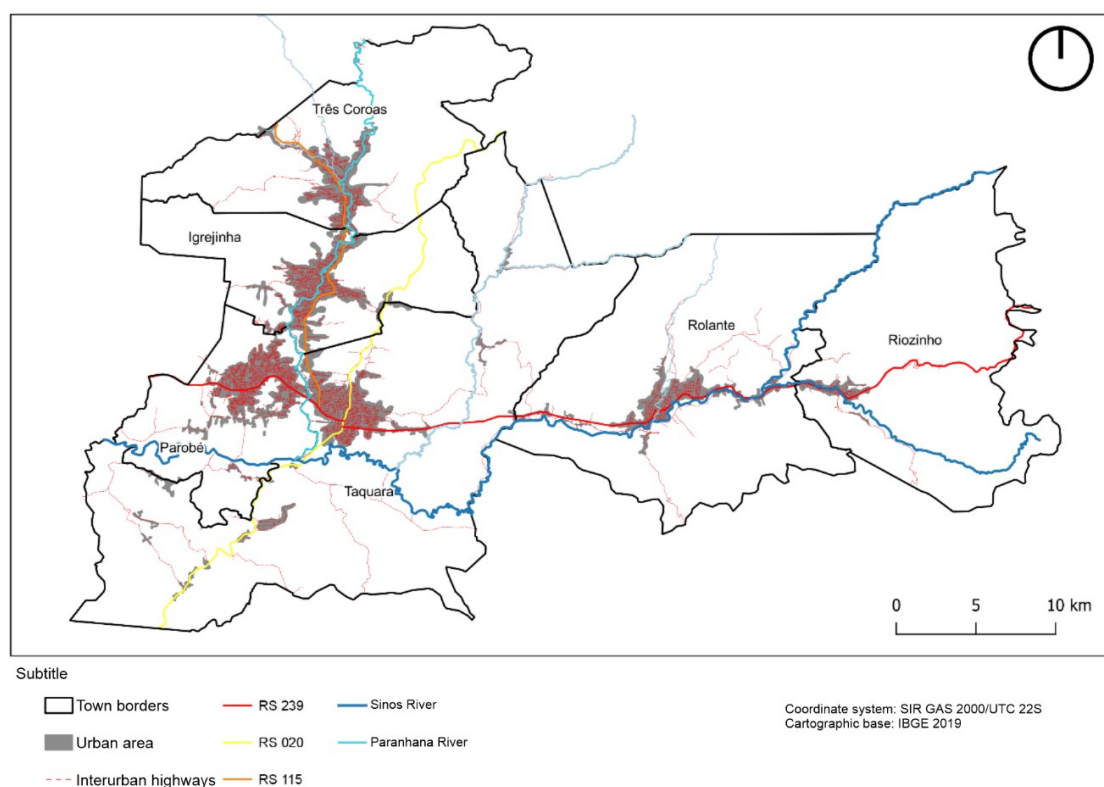 Três Coroas
Igrejinha
Rolante
Riozinho
Parobé
Taquara
0 5 10 km
Subtitle
Town borders
RS 239
Sinos River
Urban area
RS 020
Paranhana River
Interurban highways
RS 115
Coordinate system: SIR GAS 2000/UTC 22S
Cartographic base: IBGE 2019